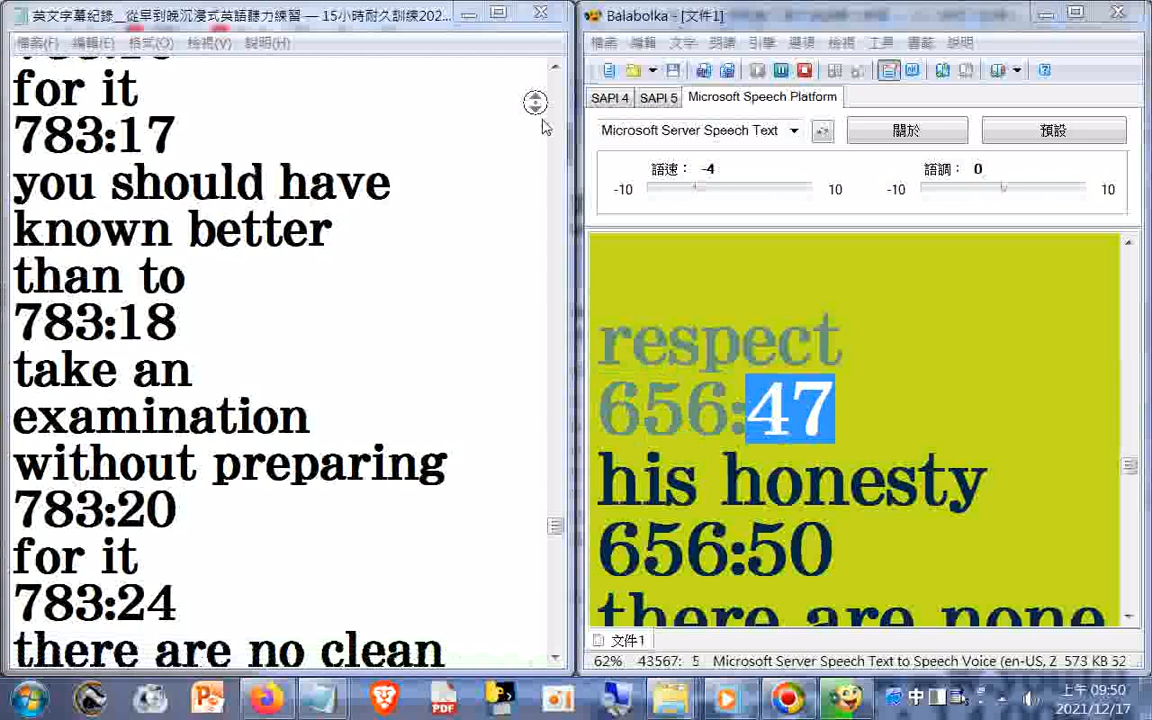 英文字幕紀錄__從早到晚沉浸式英語聽力練習 — 15小時耐久訓練202...
檔案(F) 編輯(E) 格式(O) 檢視(V) 說明(H)
for it
783:17
you should have
known better
than to
783:18
take an
examination
without preparing
783:20
for it
783:24
there are no clean
Balabolka - [文件1]
檔案 編輯 文字 朗讀 引擎 選項 檢視 工具 書籤 說明
SAPI 4 SAPI 5 Microsoft Speech Platform
Microsoft Server Speech Text 關於 預設
語速： -4 語調： 0
-10 10 -10 10
respect
656:47
his honesty
656:50
there are none
文件1
62% 43567: 5 Microsoft Server Speech Text to Speech Voice (en-US, Z 573 KB 52
中 上午 09:50
2021/12/17